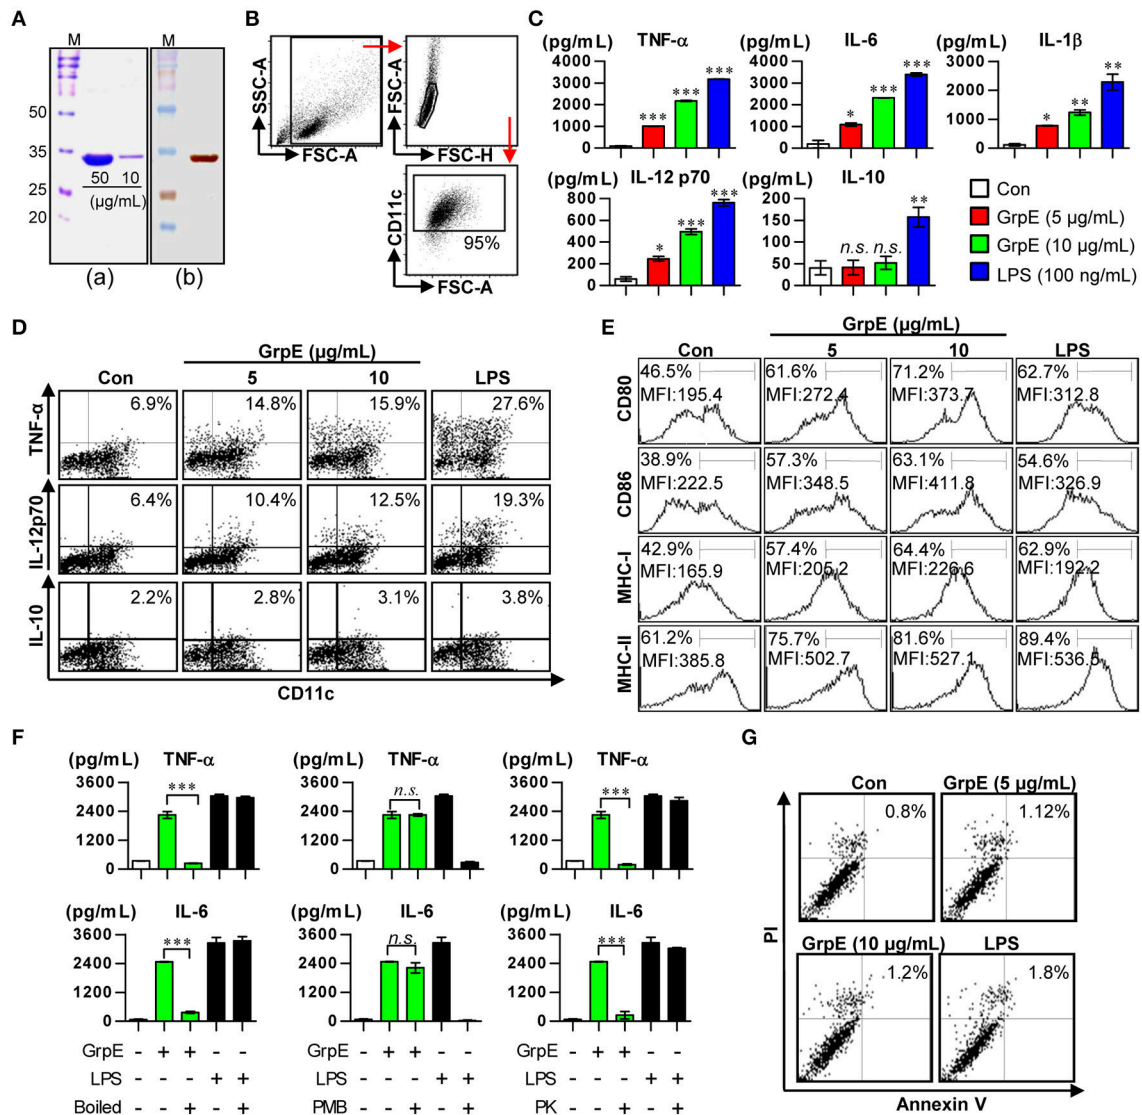 A
M
M
50
35
25
20
50 10
(µg/mL)
(a)
(b)
B
SSC-A
FSC-A
FSC-A
FSC-H
CD11c
95%
FSC-A
C
(pg/mL) TNF-α
4000
3000
2000
1000
0
*** *** ***
(pg/mL) IL-6
4000
3000
2000
1000
0
* *** ***
(pg/mL) IL-1β
4000
3000
2000
1000
0
* ** **
(pg/mL) IL-12 p70
800
600
400
200
0
* *** ***
(pg/mL) IL-10
200
150
100
50
0
n.s. n.s. **
Con
GrpE (5 µg/mL)
GrpE (10 µg/mL)
LPS (100 ng/mL)
D
GrpE (µg/mL)
Con 5 10 LPS
TNF-α
6.9% 14.8% 15.9% 27.6%
IL-12p70
6.4% 10.4% 12.5% 19.3%
IL-10
2.2% 2.8% 3.1% 3.8%
CD11c
E
GrpE (µg/mL)
Con 5 10 LPS
CD80
46.5% 61.6% 71.2% 62.7%
MFI:195.4 MFI:272.4 MFI:373.7 MFI:312.8
CD86
38.9% 57.3% 63.1% 54.6%
MFI:222.5 MFI:348.5 MFI:411.8 MFI:326.9
MHC-I
42.9% 57.4% 64.4% 62.9%
MFI:165.9 MFI:205.2 MFI:226.6 MFI:192.2
MHC-II
61.2% 75.7% 81.6% 89.4%
MFI:385.8 MFI:502.7 MFI:527.1 MFI:536.5
F
(pg/mL) TNF-α
3600
2400
1200
0
***
(pg/mL) TNF-α
3600
2400
1200
0
n.s.
(pg/mL) TNF-α
3600
2400
1200
0
***
(pg/mL) IL-6
3600
2400
1200
0
***
(pg/mL) IL-6
3600
2400
1200
0
n.s.
(pg/mL) IL-6
3600
2400
1200
0
***
GrpE - + + - -
LPS - - - + +
Boiled - - + - +
GrpE - + + - -
LPS - - - + +
PMB - - + - +
GrpE - + + - -
LPS - - - + +
PK - - + - +
G
Con GrpE (5 µg/mL)
0.8% 1.12%
GrpE (10 µg/mL) LPS
1.2% 1.8%
PI
Annexin V